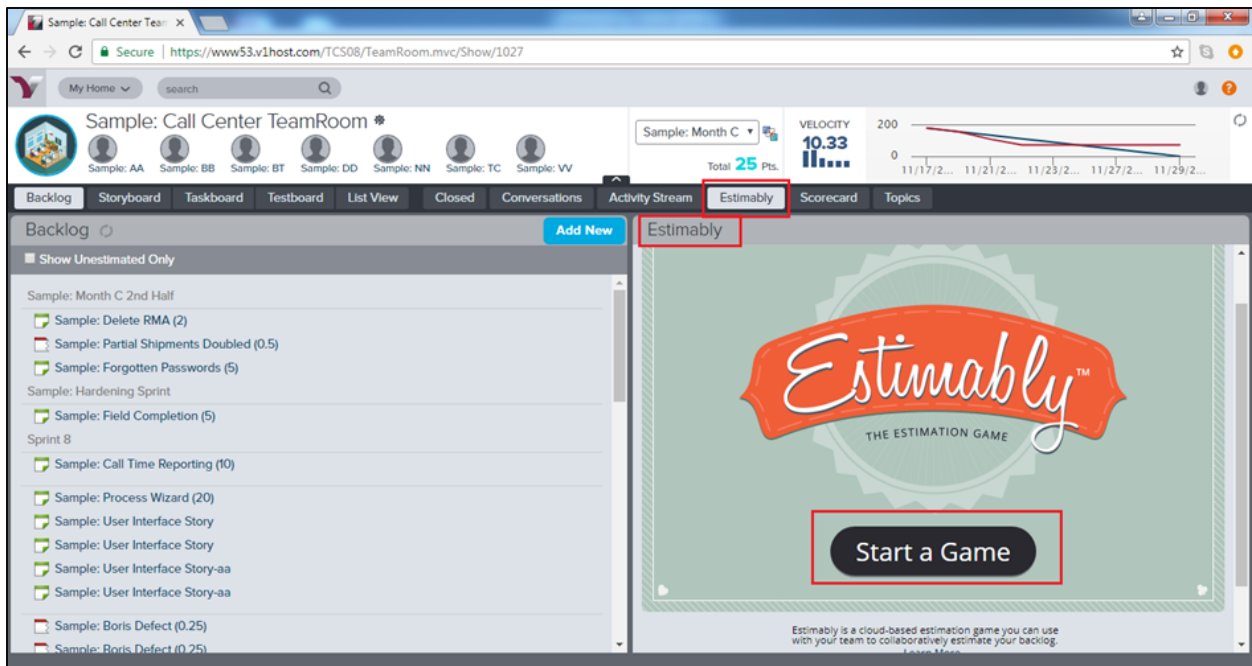 Sample: Call Center Tean
Secure | https://www53.v1host.com/TCS08/TeamRoom.mvc/Show/1027
My Home search
Sample: Call Center TeamRoom
Sample: AA Sample: BB Sample: BT Sample: DD Sample: NN Sample: TC Sample: VV
Sample: Month C
Total 25 Pts.
VELOCITY
10.33
200
0
11/17/2... 11/21/2... 11/23/2... 11/27/2... 11/29/2...
Backlog Storyboard Taskboard Testboard List View Closed Conversations Activity Stream Estimably Scorecard Topics
Backlog Add New
Show Unestimated Only
Sample: Month C 2nd Half
Sample: Delete RMA (2)
Sample: Partial Shipments Doubled (0.5)
Sample: Forgotten Passwords (5)
Sample: Hardening Sprint
Sample: Field Completion (5)
Sprint 8
Sample: Call Time Reporting (10)
Sample: Process Wizard (20)
Sample: User Interface Story
Sample: User Interface Story
Sample: User Interface Story-aa
Sample: User Interface Story-aa
Sample: Boris Defect (0.25)
Sample: Boris Defect (0.25)
Estimably
Estimably™
THE ESTIMATION GAME
Start a Game
Estimably is a cloud-based estimation game you can use
with your team to collaboratively estimate your backlog.
Learn More